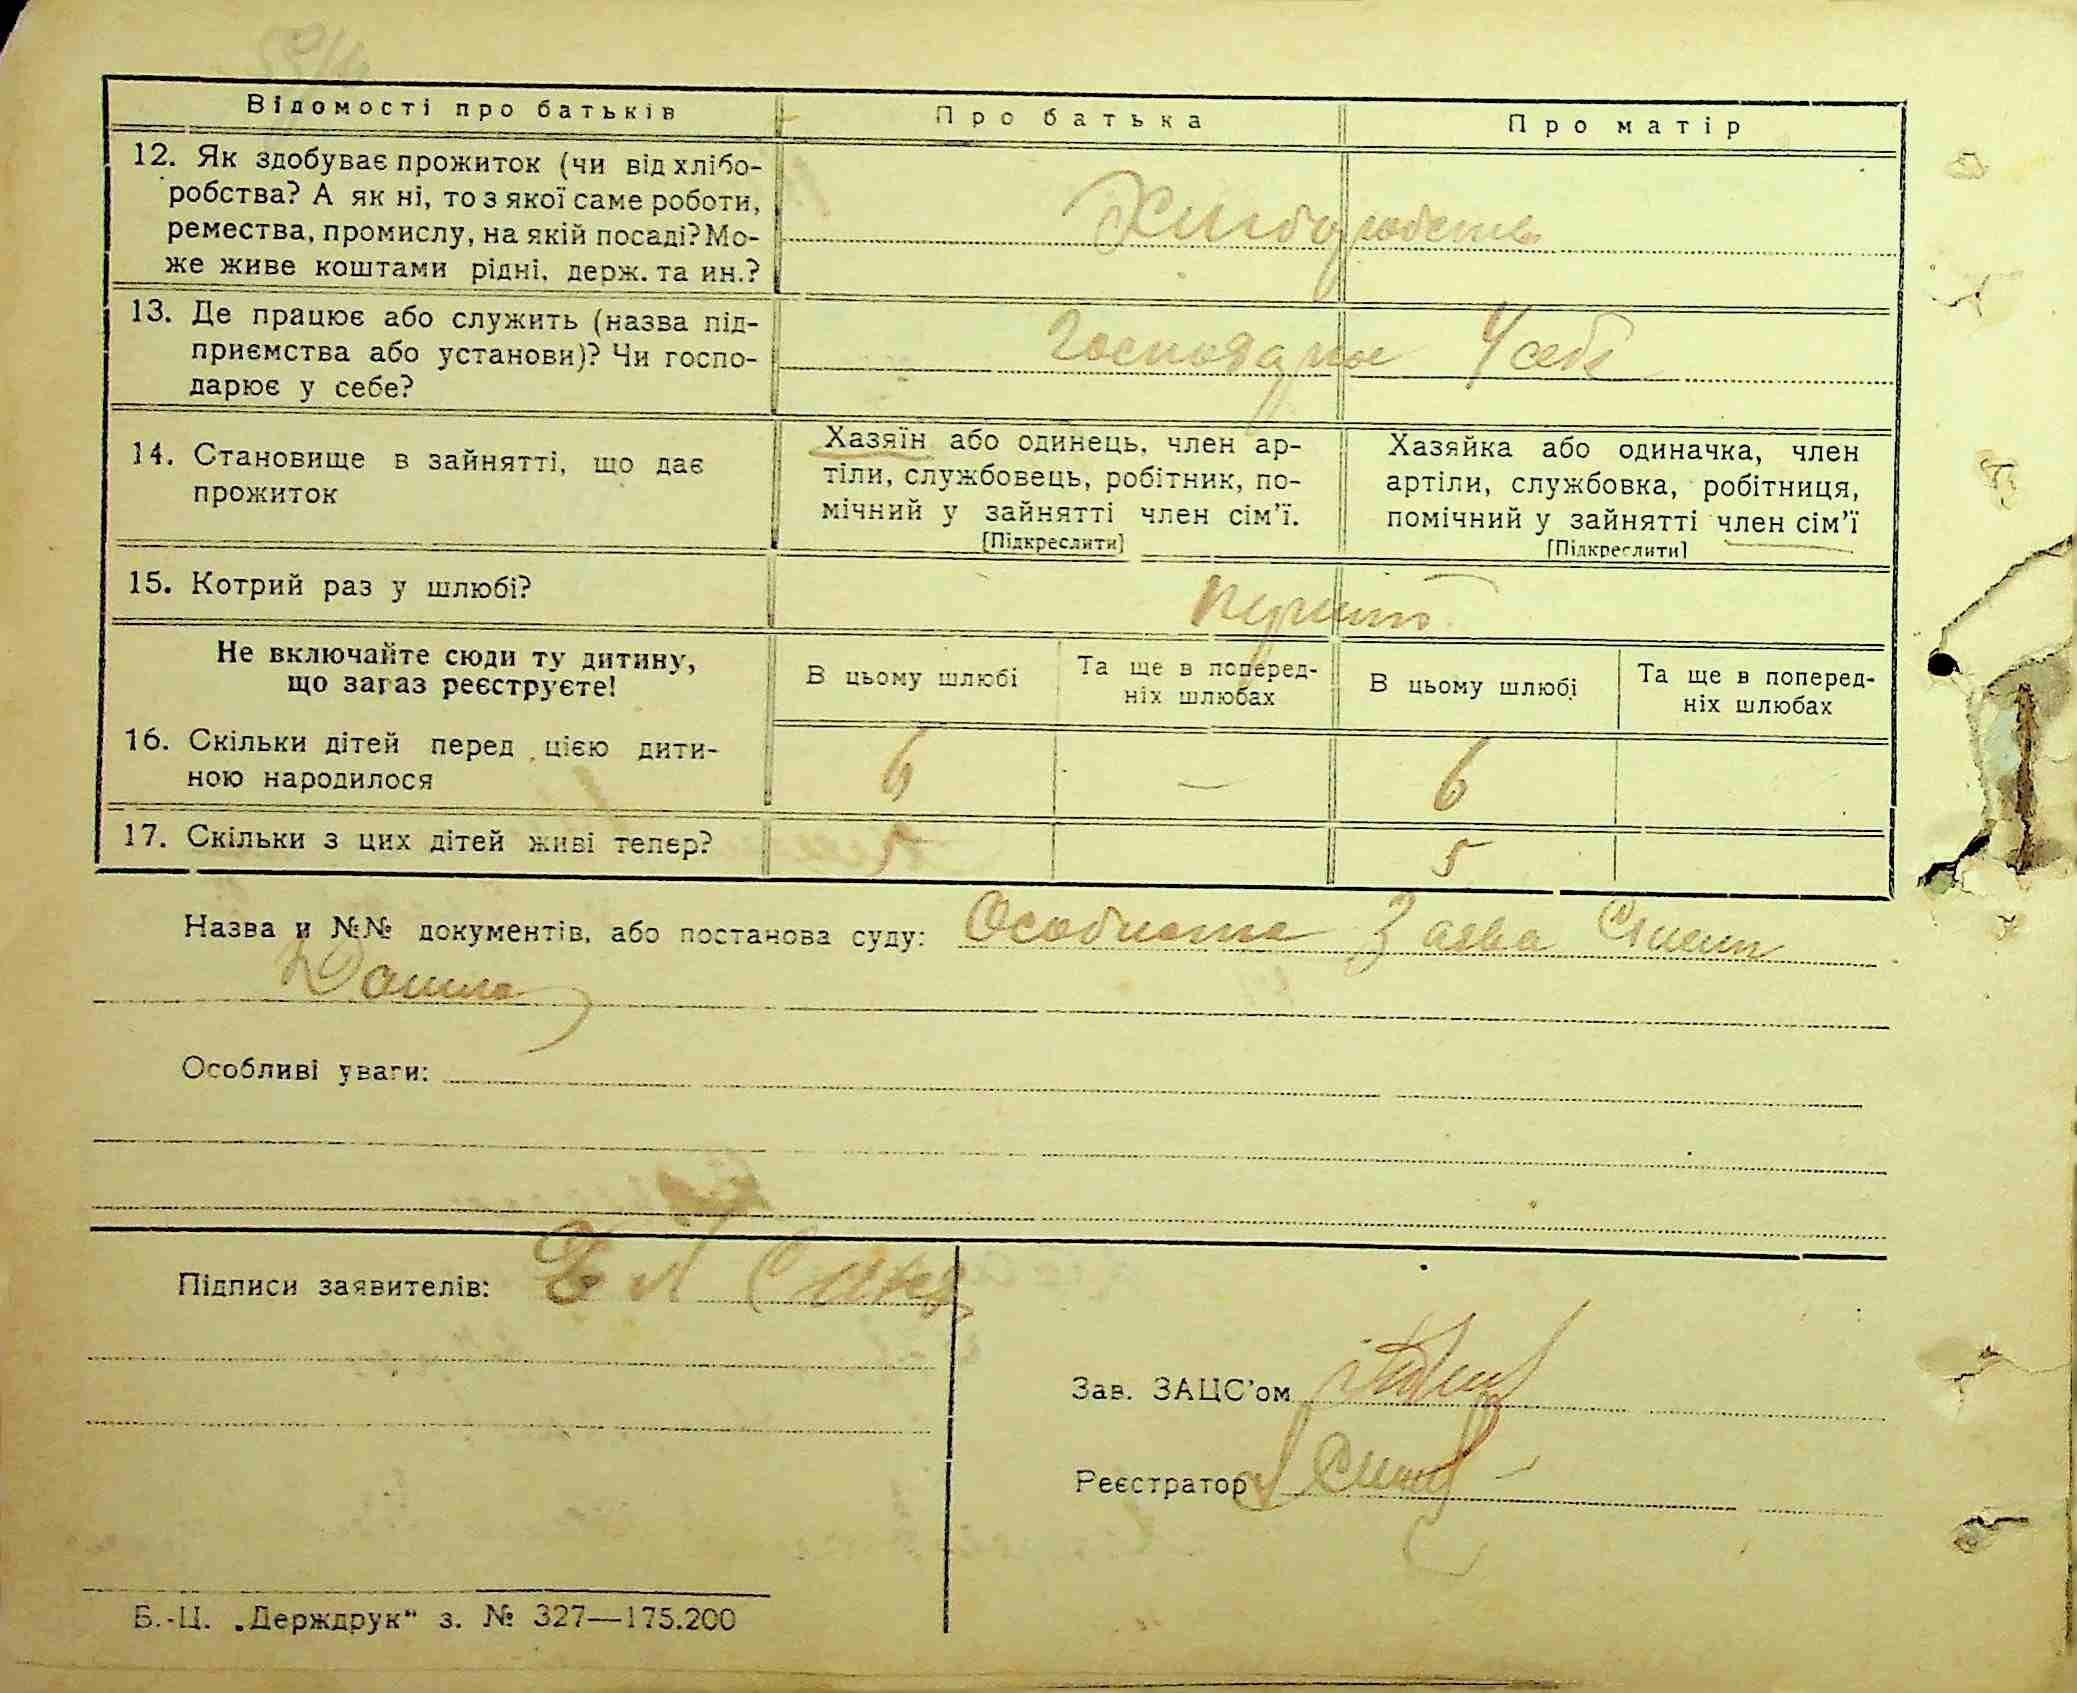 Відомості про батьків
Про батька
Про матір
12. Як здобуває прожиток (чи від хлібо-
робства? А як ні, то з якої саме роботи,
ремества, промислу, на якій посаді? Мо-
же живе коштами рідні, держ. та ин.?
Хліборобство
13. Де працює або служить (назва під-
приємства або установи)? Чи госпо-
дарює у себе?
Господарює У себе
14. Становище в зайнятті, що дає
прожиток
Хазяїн або одинець, член ар-
тіли, службовець, робітник, по-
мічний у зайнятті член сім'ї.
[Підкреслити]
Хазяйка або одиначка, член
артіли, службовка, робітниця,
помічний у зайнятті член сім'ї
[Підкреслити]
15. Котрий раз у шлюбі?
Не включайте сюди ту дитину,
що зараз реєструєте!
В цьому шлюбі
Та ще в поперед-
ніх шлюбах
В цьому шлюбі
Та ще в поперед-
ніх шлюбах
16. Скільки дітей перед цією дити-
ною народилося
6 — 6
17. Скільки з цих дітей живі тепер?
5 5
Назва и №№ документів, або постанова суду: Особиста Заява
Особливі уваги:
Підписи заявителів:
Зав. ЗАЦС'ом
Реєстратор
Б.-Ц. „Держдрук“ з. № 327—175.200